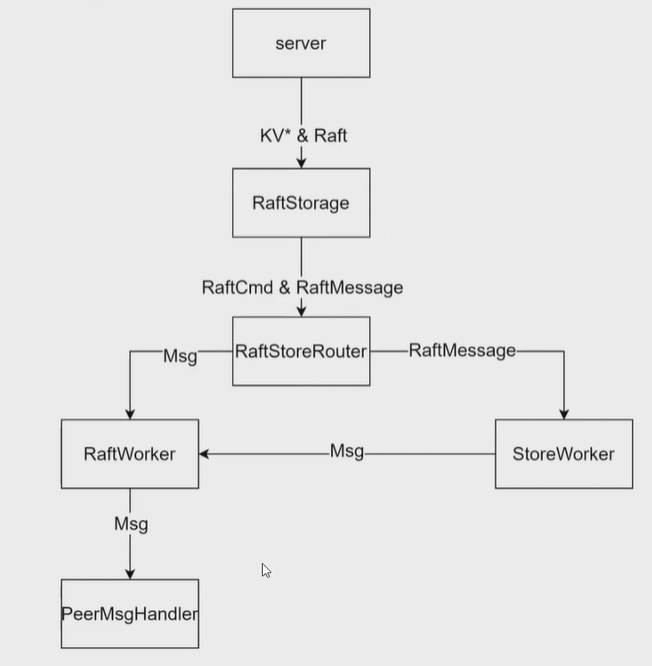 server
KV* & Raft
RaftStorage
RaftCmd & RaftMessage
Msg
RaftStoreRouter
RaftMessage
RaftWorker
Msg
StoreWorker
Msg
PeerMsgHandler